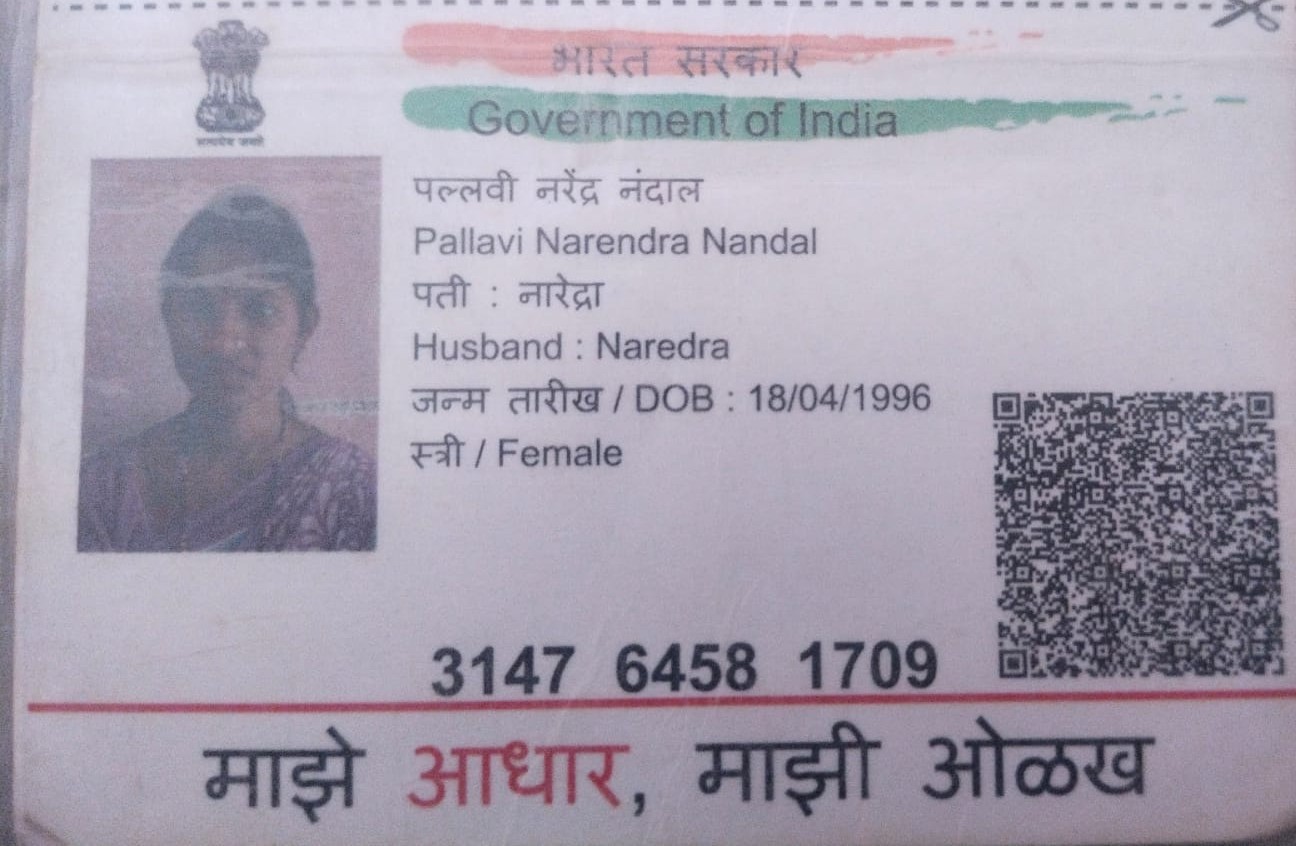 सत्यमेव जयते
भारत सरकार
Government of India
पल्लवी नरेंद्र नंदाल
Pallavi Narendra Nandal
पती : नारेद्रा
Husband : Naredra
जन्म तारीख / DOB : 18/04/1996
स्त्री / Female
3147 6458 1709
माझे आधार, माझी ओळख